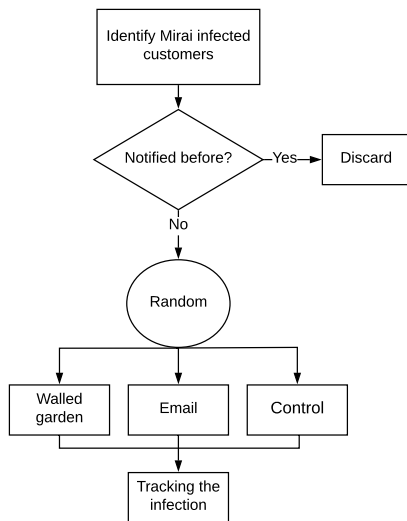 Identify Mirai infected
customers
Notified before?
Yes
Discard
No
Random
Walled
garden
Email
Control
Tracking the
infection